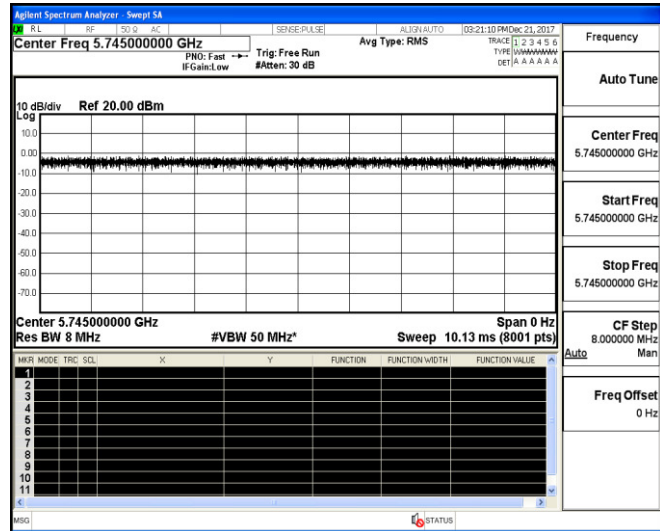 Agilent Spectrum Analyzer - Swept SA
RL RF 50 Ω AC SENSE:PULSE ALIGN AUTO 03:21:10 PM Dec 21, 2017
Center Freq 5.745000000 GHz
PNO: Fast
IFGain:Low
Trig: Free Run
#Atten: 30 dB
Avg Type: RMS
TRACE 1 2 3 4 5 6
TYPE
DET A A A A A A
Frequency
Auto Tune
10 dB/div Ref 20.00 dBm
Log
10.0
0.00
-10.0
-20.0
-30.0
-40.0
-50.0
-60.0
-70.0
Center 5.745000000 GHz Span 0 Hz
Res BW 8 MHz #VBW 50 MHz* Sweep 10.13 ms (8001 pts)
Center Freq
5.745000000 GHz
Start Freq
5.745000000 GHz
Stop Freq
5.745000000 GHz
CF Step
8.000000 MHz
Auto Man
Freq Offset
0 Hz
MKR MODE TRC SCL X Y FUNCTION FUNCTION WIDTH FUNCTION VALUE
1
2
3
4
5
6
7
8
9
10
11
MSG STATUS